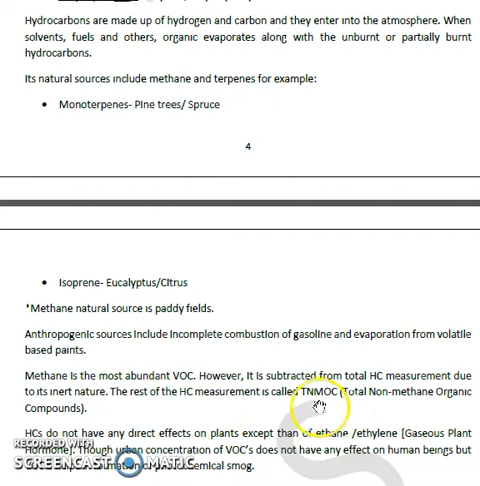 Hydrocarbons are made up of hydrogen and carbon and they enter into the atmosphere. When
solvents, fuels and others, organic evaporates along with the unburnt or partially burnt
hydrocarbons.
Its natural sources include methane and terpenes for example:
• Monoterpenes- Pine trees/ Spruce
4
• Isoprene- Eucalyptus/Citrus
*Methane natural source is paddy fields.
Anthropogenic sources include incomplete combustion of gasoline and evaporation from volatile
based paints.
Methane is the most abundant VOC. However, it is subtracted from total HC measurement due
to its inert nature. The rest of the HC measurement is called TNMOC (Total Non-methane Organic
Compounds).
HCs do not have any direct effects on plants except than of ethane /ethylene [Gaseous Plant
Hormone]. Though urban concentration of VOC's does not have any effect on human beings but
smog.
RECORDED WITH
SCREENCAST MATIC